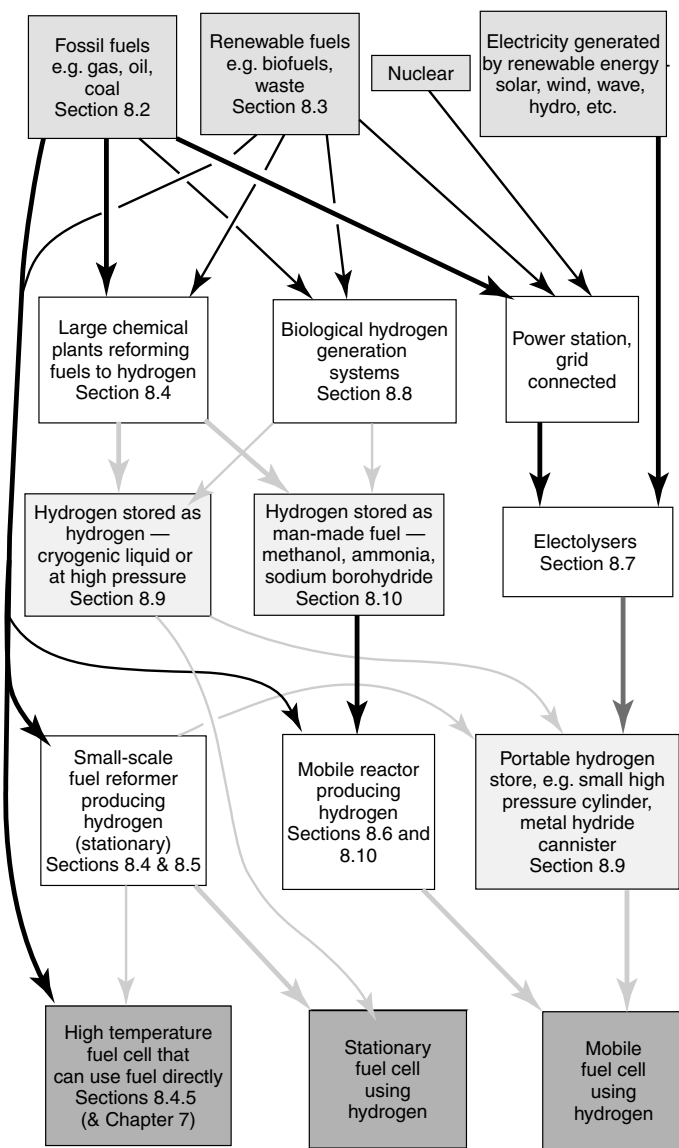 Fossil fuels
e.g. gas, oil,
coal
Section 8.2
Renewable fuels
e.g. biofuels,
waste
Section 8.3
Nuclear
Electricity generated
by renewable energy -
solar, wind, wave,
hydro, etc.
Large chemical
plants reforming
fuels to hydrogen
Section 8.4
Biological hydrogen
generation
systems
Section 8.8
Power station,
grid
connected
Hydrogen stored as
hydrogen —
cryogenic liquid or
at high pressure
Section 8.9
Hydrogen stored as
man-made fuel —
methanol, ammonia,
sodium borohydride
Section 8.10
Electolysers
Section 8.7
Small-scale
fuel reformer
producing
hydrogen
(stationary)
Sections 8.4 & 8.5
Mobile reactor
producing
hydrogen
Sections 8.6 and
8.10
Portable hydrogen
store, e.g. small high
pressure cylinder,
metal hydride
cannister
Section 8.9
High temperature
fuel cell that
can use fuel directly
Sections 8.4.5
(& Chapter 7)
Stationary
fuel cell
using
hydrogen
Mobile
fuel cell
using
hydrogen